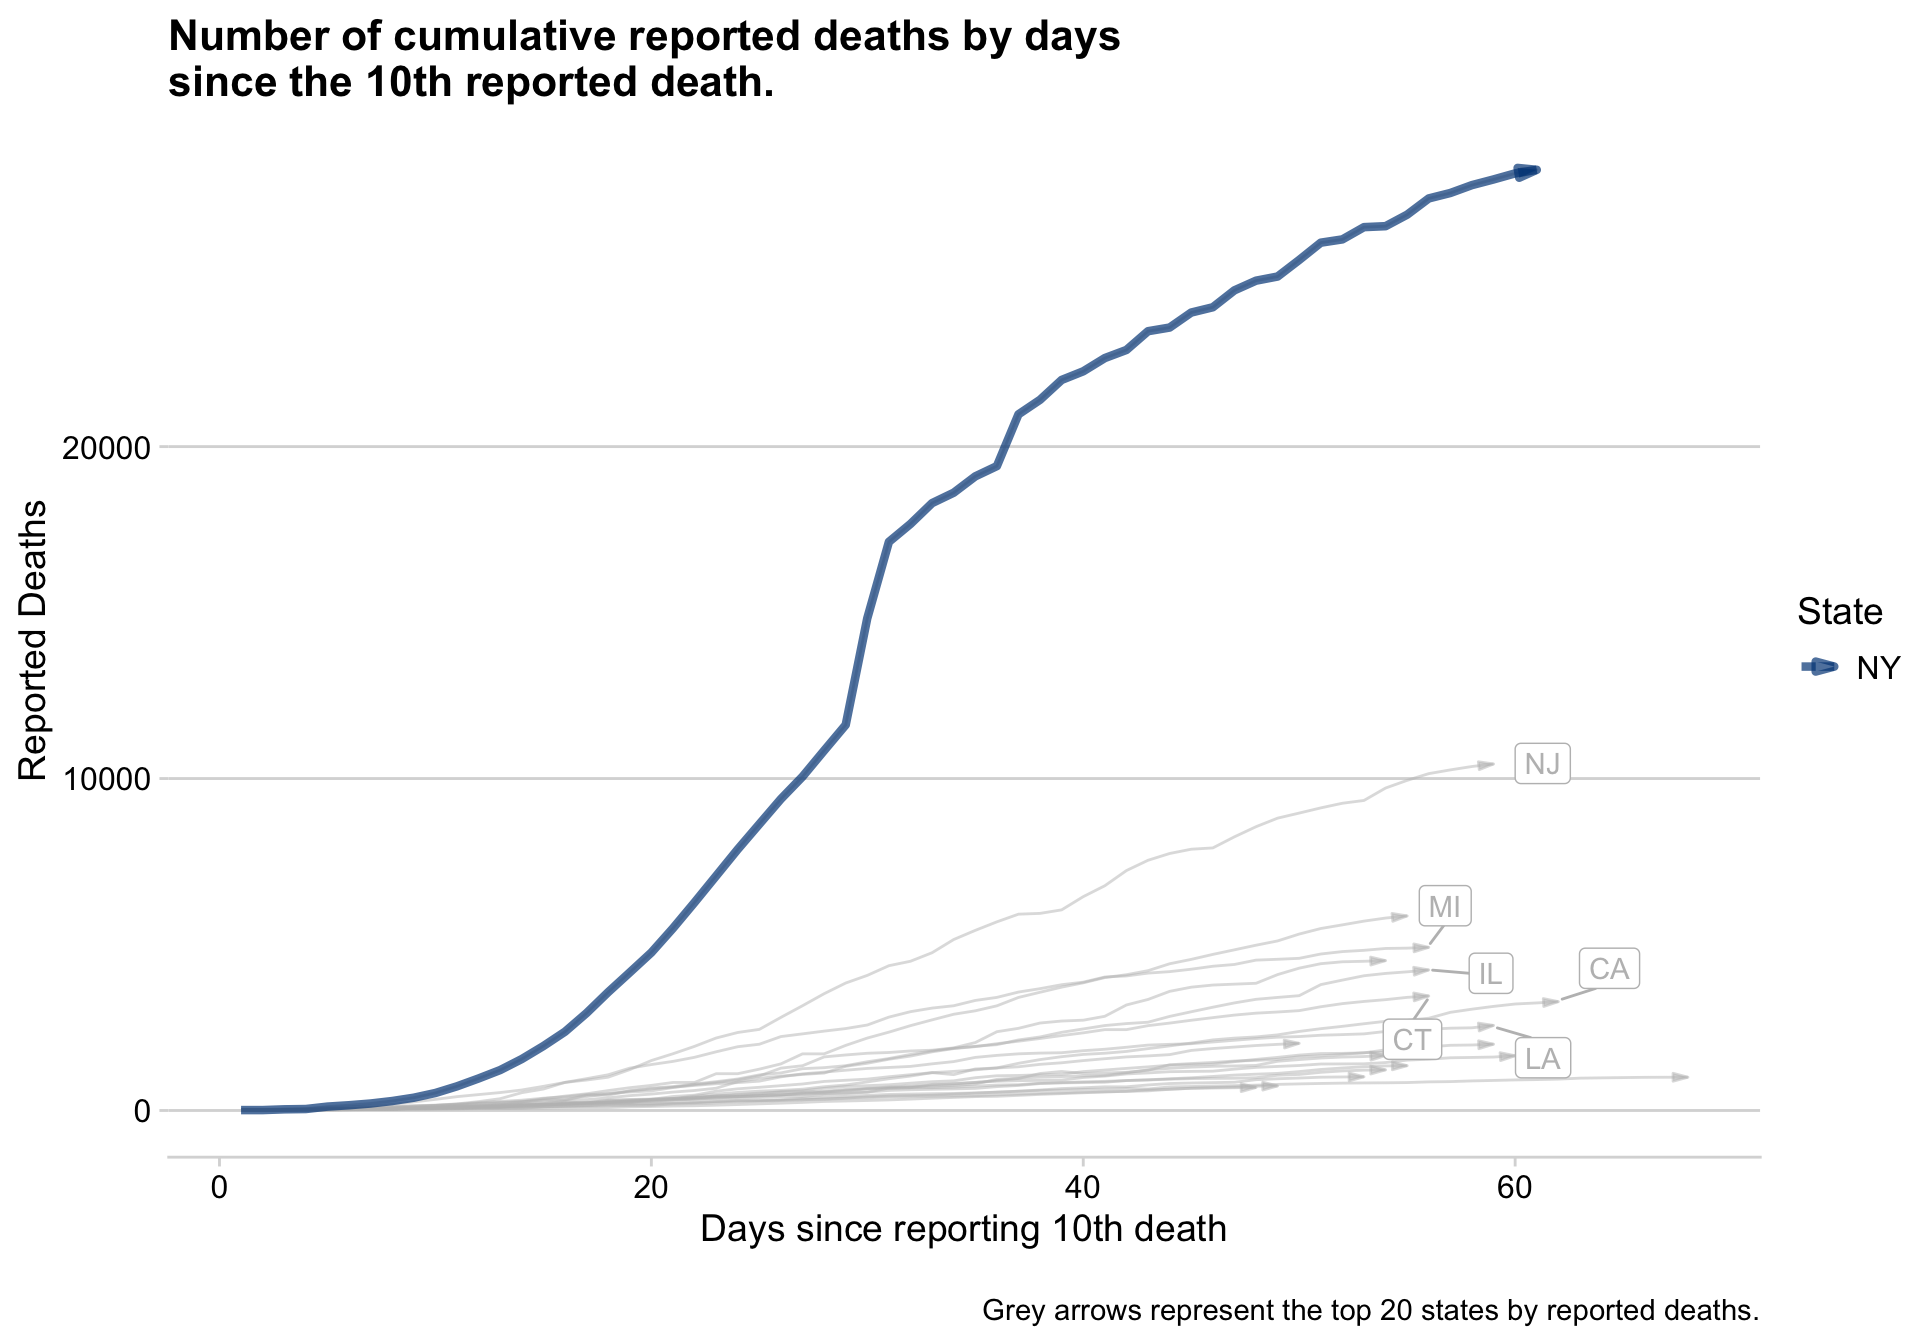 Number of cumulative reported deaths by days
since the 10th reported death.
20000
10000
0
Reported Deaths
NJ
MI
IL
CA
CT
LA
State
NY
0 20 40 60
Days since reporting 10th death
Grey arrows represent the top 20 states by reported deaths.